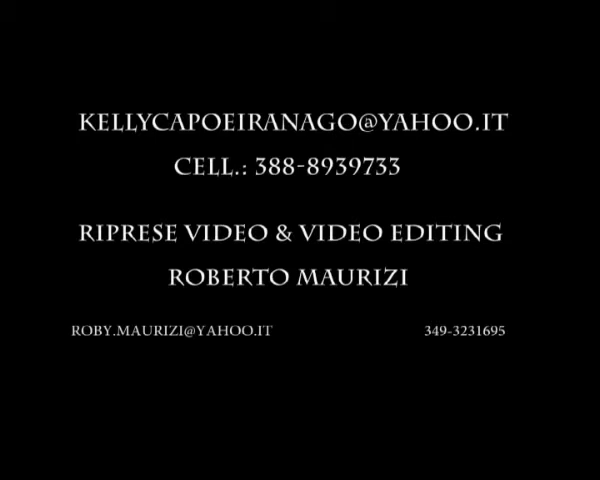 KELLYCAPOEIRANAGO@YAHOO.IT
CELL.: 388-8939733
RIPRESE VIDEO & VIDEO EDITING
ROBERTO MAURIZI
ROBY.MAURIZI@YAHOO.IT 349-3231695